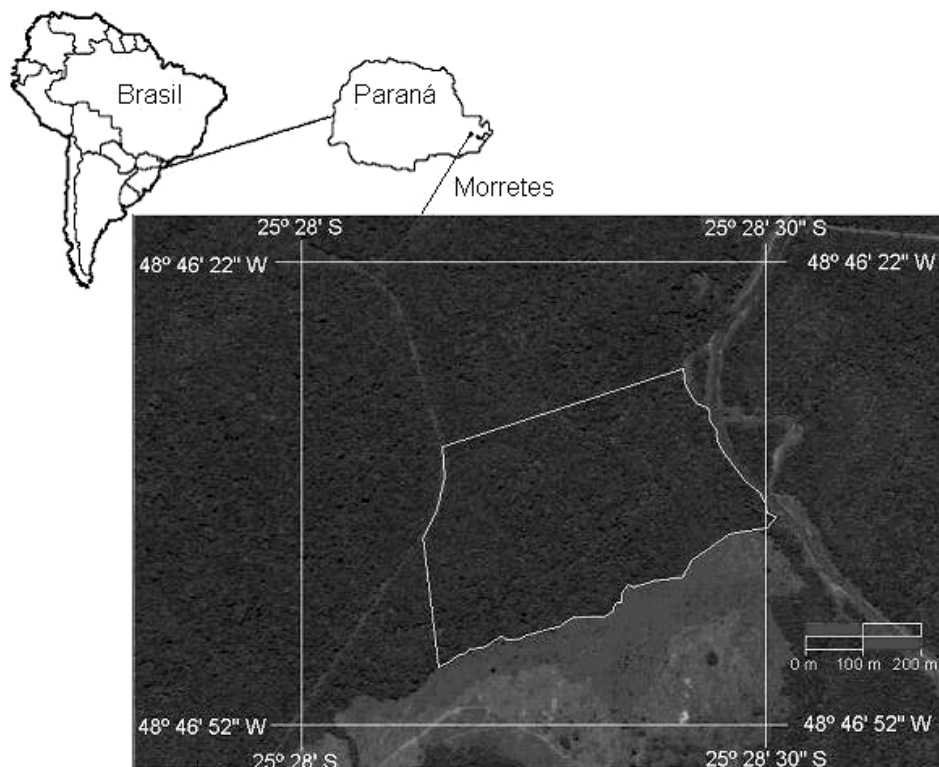 Brasil
Paraná
Morretes
25º 28' S
25º 28' 30" S
48º 46' 22" W
48º 46' 22" W
0 m 100 m 200 m
48º 46' 52" W
48º 46' 52" W
25º 28' S
25º 28' 30" S